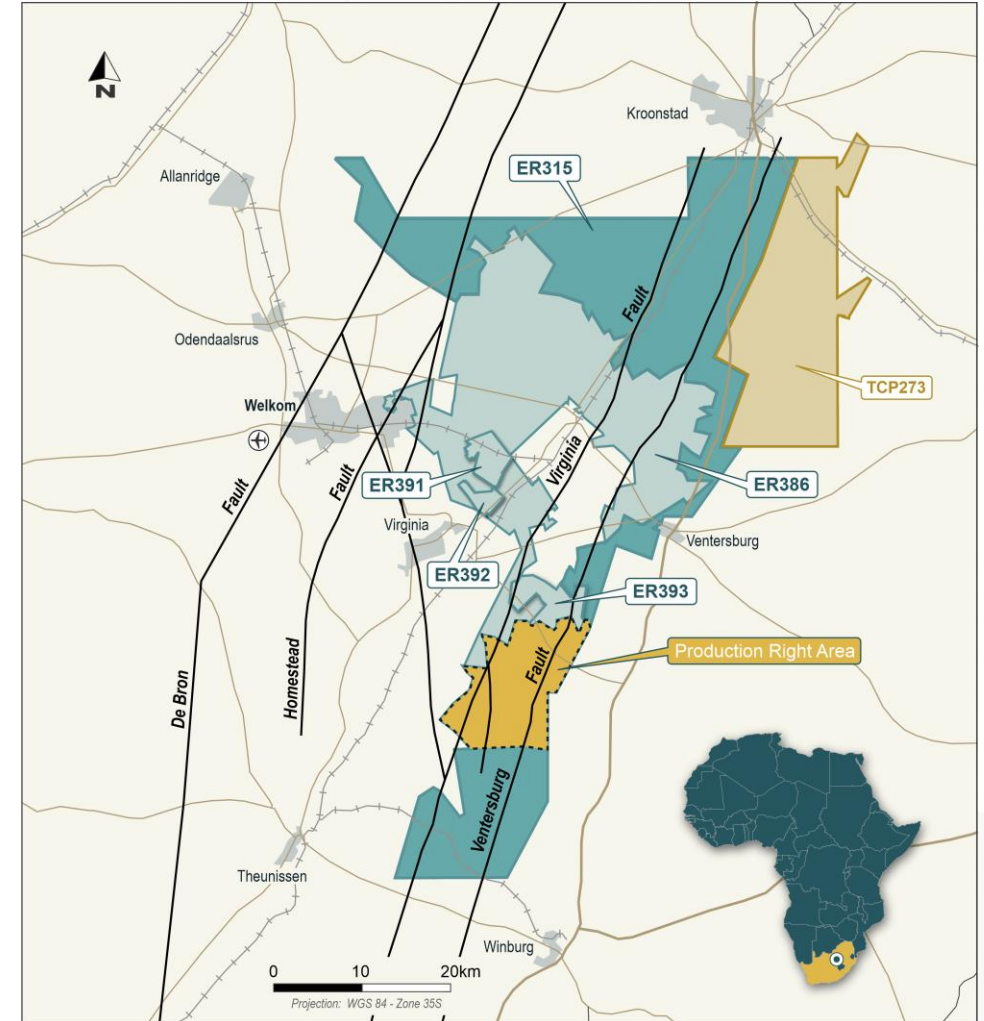 N
Kroonstad
ER315
Allanridge
Fault
Odendaalsrus
TCP273
Welkom
Virginia
Fault
Fault
ER391
ER386
Virginia
Ventersburg
ER392
ER393
Production Right Area
Fault
De Bron
Homestead
Ventersburg
Theunissen
Winburg
0 10 20km
Projection: WGS 84 - Zone 35S